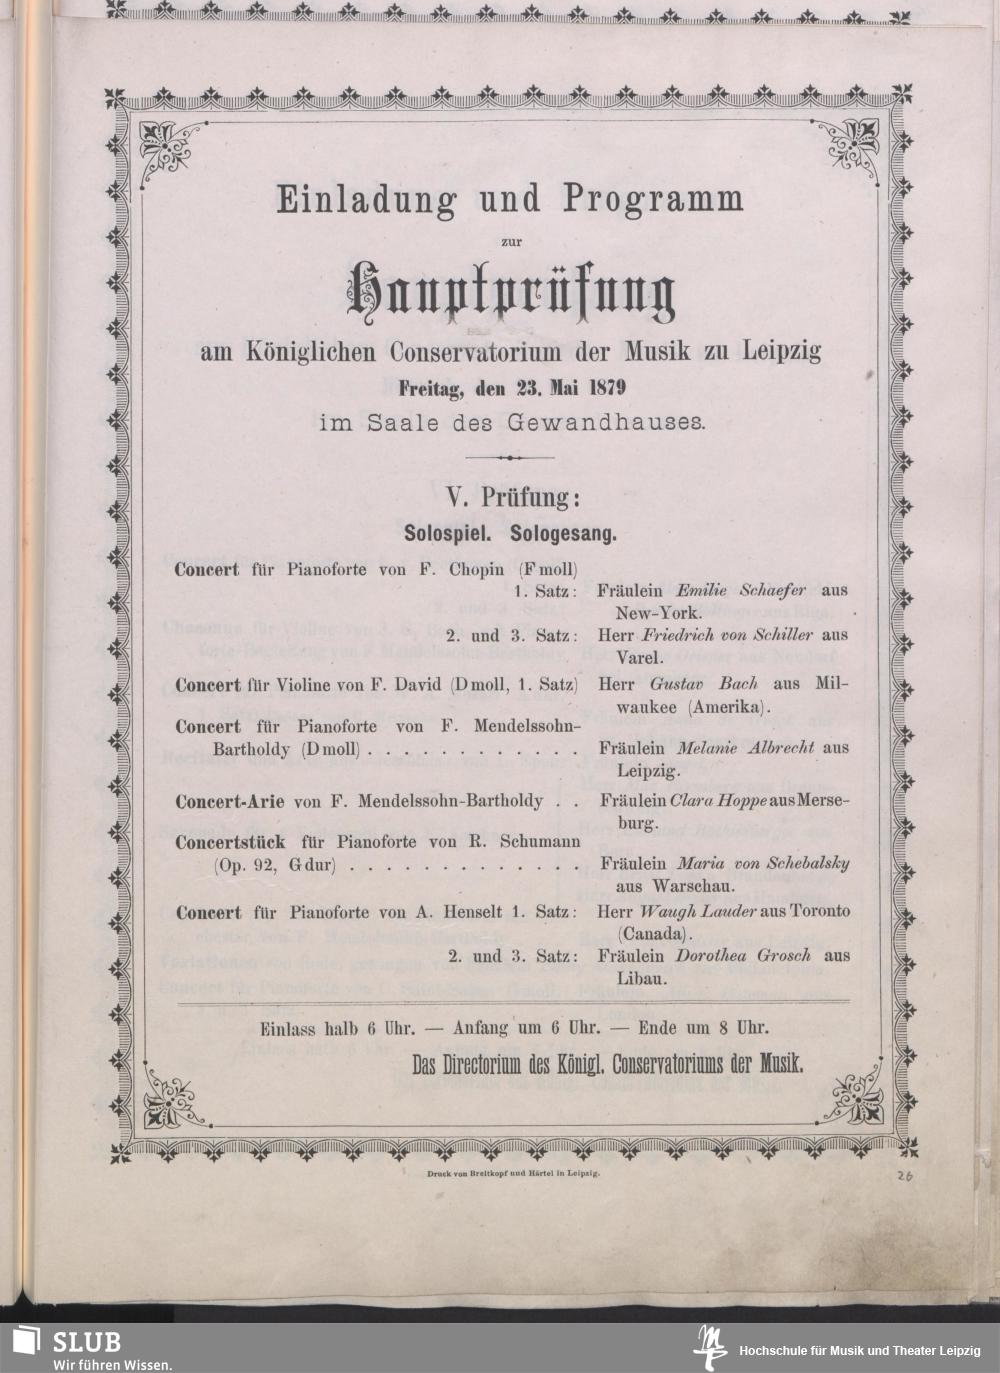 Einladung und Programm
zur
Hauptprüfung
am Königlichen Conservatorium der Musik zu Leipzig
Freitag, den 23. Mai 1879
im Saale des Gewandhauses.
V. Prüfung:
Solospiel. Sologesang.
Concert für Pianoforte von F. Chopin (F moll)
1. Satz: Fräulein Emilie Schaefer aus
New-York.
2. und 3. Satz: Herr Friedrich von Schiller aus
Varel.
Concert für Violine von F. David (D moll, 1. Satz) Herr Gustav Bach aus Mil-
waukee (Amerika).
Concert für Pianoforte von F. Mendelssohn-
Bartholdy (D moll) . . . . . . . . . . . . Fräulein Melanie Albrecht aus
Leipzig.
Concert-Arie von F. Mendelssohn-Bartholdy . . Fräulein Clara Hoppe aus Merse-
burg.
Concertstück für Pianoforte von R. Schumann
(Op. 92, G dur) . . . . . . . . . . . . . Fräulein Maria von Schebalsky
aus Warschau.
Concert für Pianoforte von A. Henselt 1. Satz: Herr Waugh Lauder aus Toronto
(Canada).
2. und 3. Satz: Fräulein Dorothea Grosch aus
Libau.
Einlass halb 6 Uhr. — Anfang um 6 Uhr. — Ende um 8 Uhr.
Das Directorium des Königl. Conservatoriums der Musik.
Druck von Breitkopf und Härtel in Leipzig.
26
SLUB
Wir führen Wissen.
Hochschule für Musik und Theater Leipzig